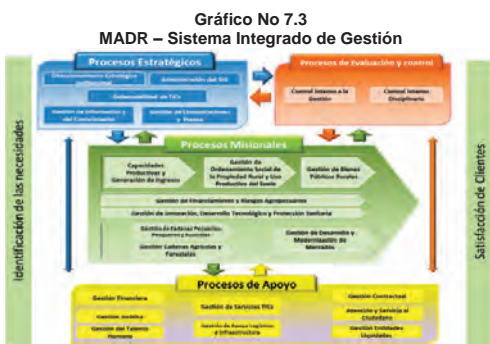 Gráfico No 7.3
MADR – Sistema Integrado de Gestión
Identificación de las necesidades
Procesos Estratégicos
Direccionamiento Estratégico
Institucional
Administración del SIG
Gobernabilidad de TICs
Gestión de Información y
del Conocimiento
Gestión de Comunicaciones
y Prensa
Procesos de Evaluación y control
Control Interno a la
Gestión
Control Interno
Disciplinario
Procesos Misionales
Capacidades
Productivas y
Generación de Ingresos
Gestión de
Ordenamiento Social de
la Propiedad Rural y Uso
Productivo del Suelo
Gestión de Bienes
Públicos Rurales
Gestión de Financiamiento y Riesgos Agropecuarios
Gestión de Innovación, Desarrollo Tecnológico y Protección Sanitaria
Gestión de Cadenas Pecuarias,
Pesqueras y Acuícolas
Gestión Cadenas Agrícolas y
Forestales
Gestión de Desarrollo y
Modernización de
Mercados
Procesos de Apoyo
Gestión Financiera
Gestión Jurídica
Gestión del Talento
Humano
Gestión de Servicios TICs
Gestión de Apoyo Logístico
e Infraestructura
Gestión Contractual
Atención y Servicio al
Ciudadano
Gestión Entidades
Liquidadas
Satisfacción de Clientes